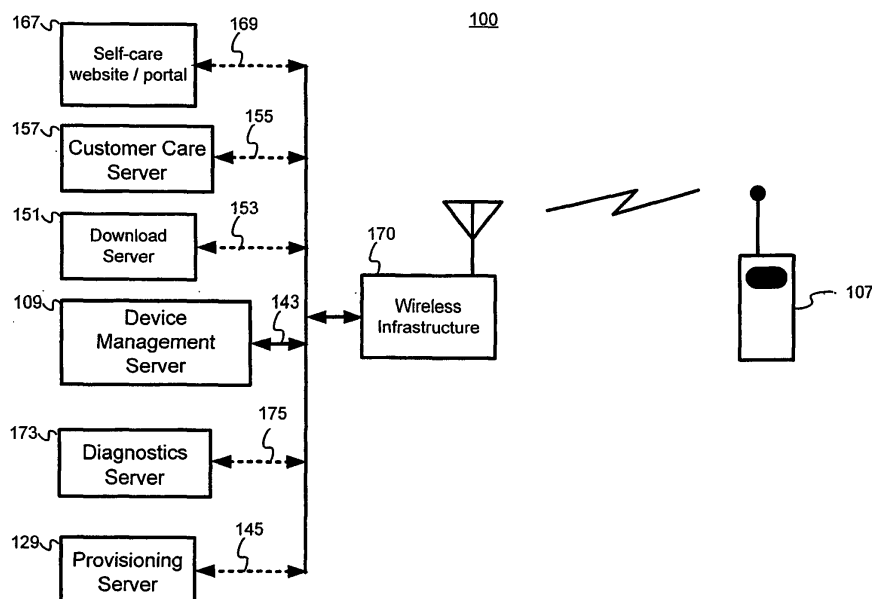 100
167
Self-care
website / portal
169
157
Customer Care
Server
155
151
Download
Server
153
170
Wireless
Infrastructure
107
109
Device
Management
Server
143
173
Diagnostics
Server
175
129
Provisioning
Server
145